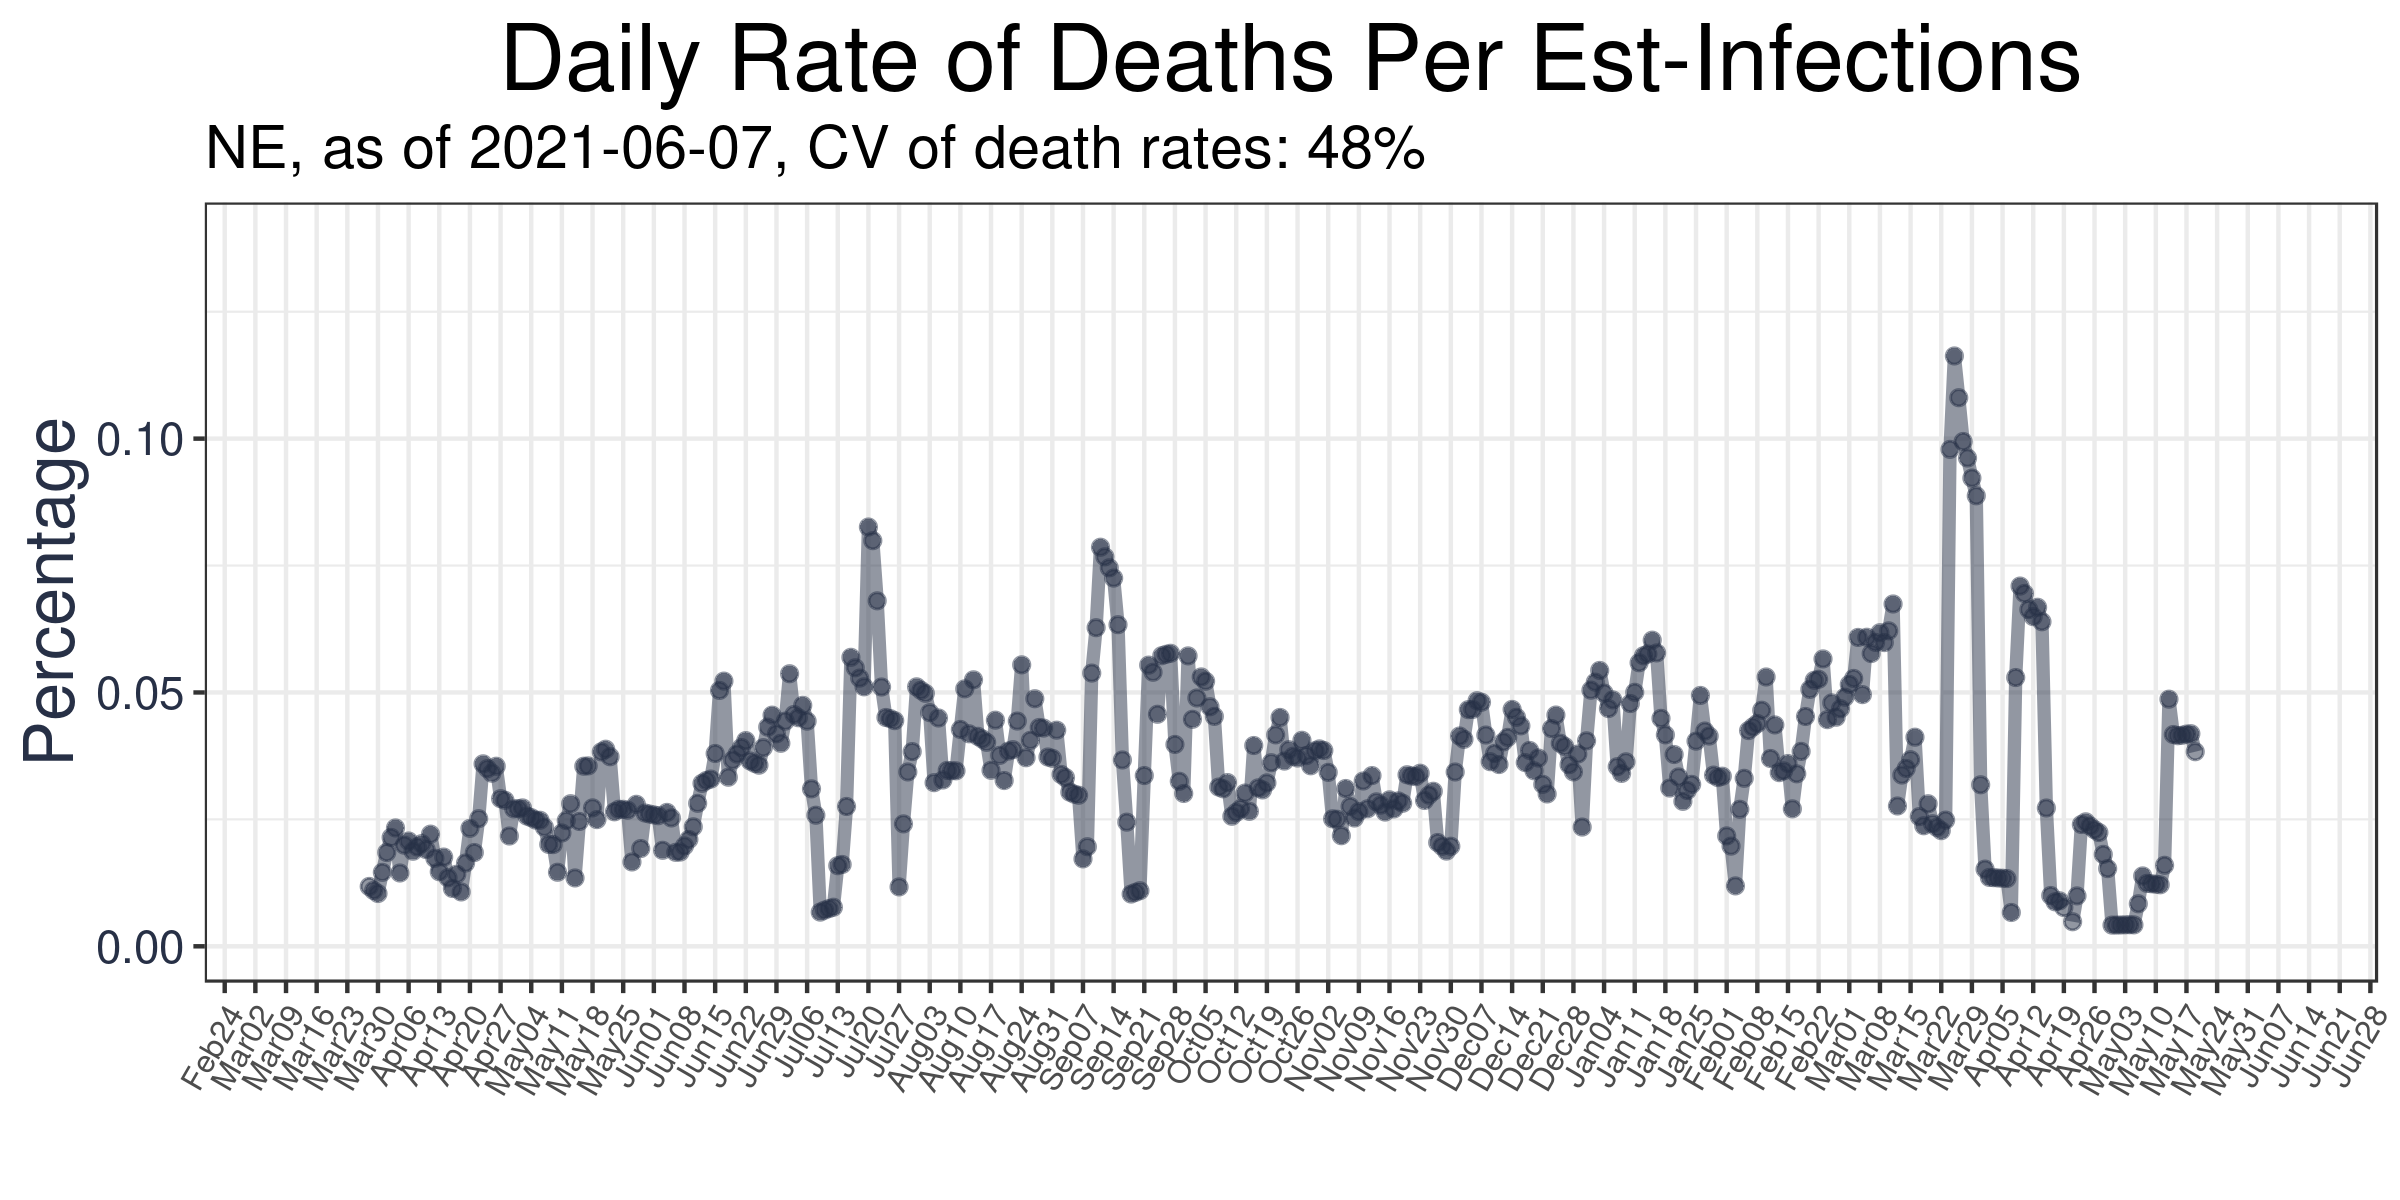 Daily Rate of Deaths Per Est-Infections
NE, as of 2021-06-07, CV of death rates: 48%
Percentage
0.10
0.05
0.00
Feb24
Mar02
Mar09
Mar16
Mar23
Mar30
Apr06
Apr13
Apr20
Apr27
May04
May11
May18
May25
Jun01
Jun08
Jun15
Jun22
Jun29
Jul06
Jul13
Jul20
Jul27
Aug03
Aug10
Aug17
Aug24
Aug31
Sep07
Sep14
Sep21
Sep28
Oct05
Oct12
Oct19
Oct26
Nov02
Nov09
Nov16
Nov23
Nov30
Dec07
Dec14
Dec21
Dec28
Jan04
Jan11
Jan18
Jan25
Feb01
Feb08
Feb15
Feb22
Mar01
Mar08
Mar15
Mar22
Mar29
Apr05
Apr12
Apr19
Apr26
May03
May10
May17
May24
May31
Jun07
Jun14
Jun21
Jun28